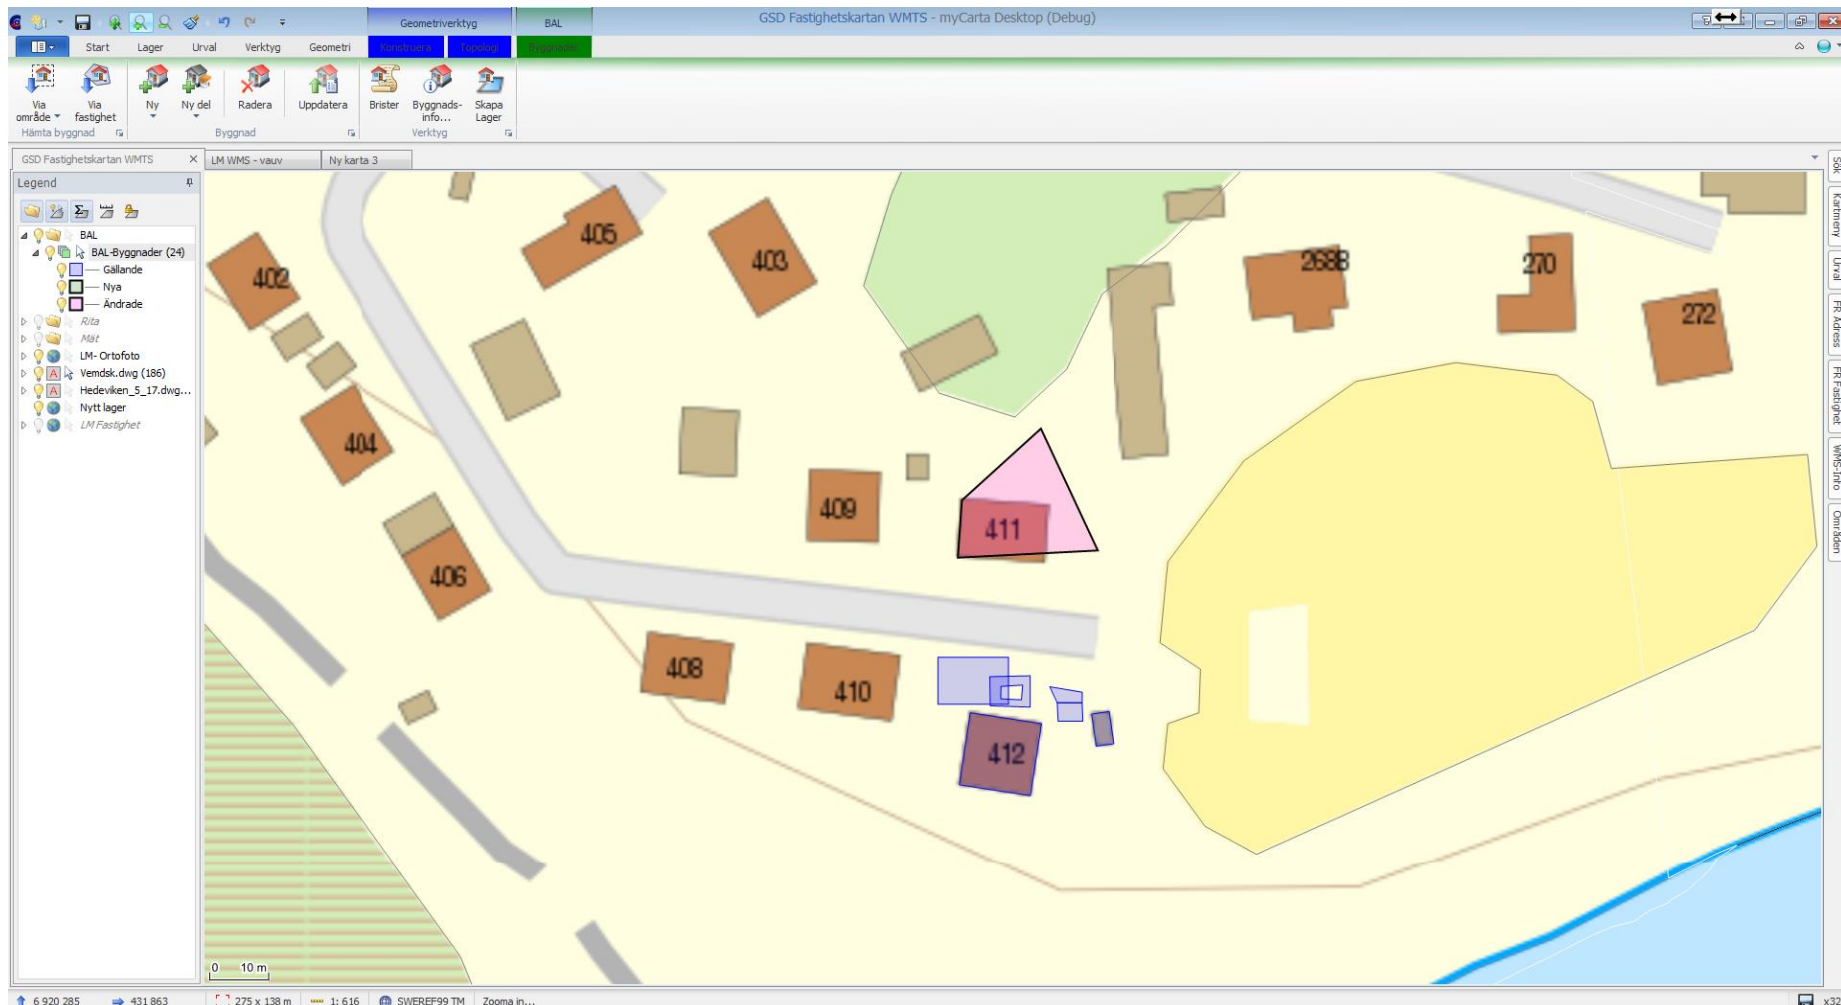 Geometriverktyg
BAL
GSD Fastighetskartan WMTS - myCarta Desktop (Debug)
Start
Lager
Urval
Verktyg
Geometri
Konstruera
Topologi
Byggnader
Via område
Via fastighet
Ny
Ny del
Radera
Uppdatera
Brister
Byggnads-info...
Skapa Lager
Hämta byggnad
Byggnad
Verktyg
GSD Fastighetskartan WMTS
LM WMS - vauv
Ny karta 3
Legend
BAL
BAL-Byggnader (24)
Gällande
Nya
Ändrade
Rita
Mät
LM- Ortofoto
Vemdsk.dwg (186)
Hedeviken_5_17.dwg...
Nytt lager
LM Fastighet
402
405
403
268B
270
272
404
409
411
406
408
410
412
0 10 m
Sök
Kartmeny
Urval
FR Adress
FR Fastighet
WMS-Info
Områden
6 920 285
431 863
275 x 138 m
1: 616
SWEREF99 TM
Zooma in...
x32